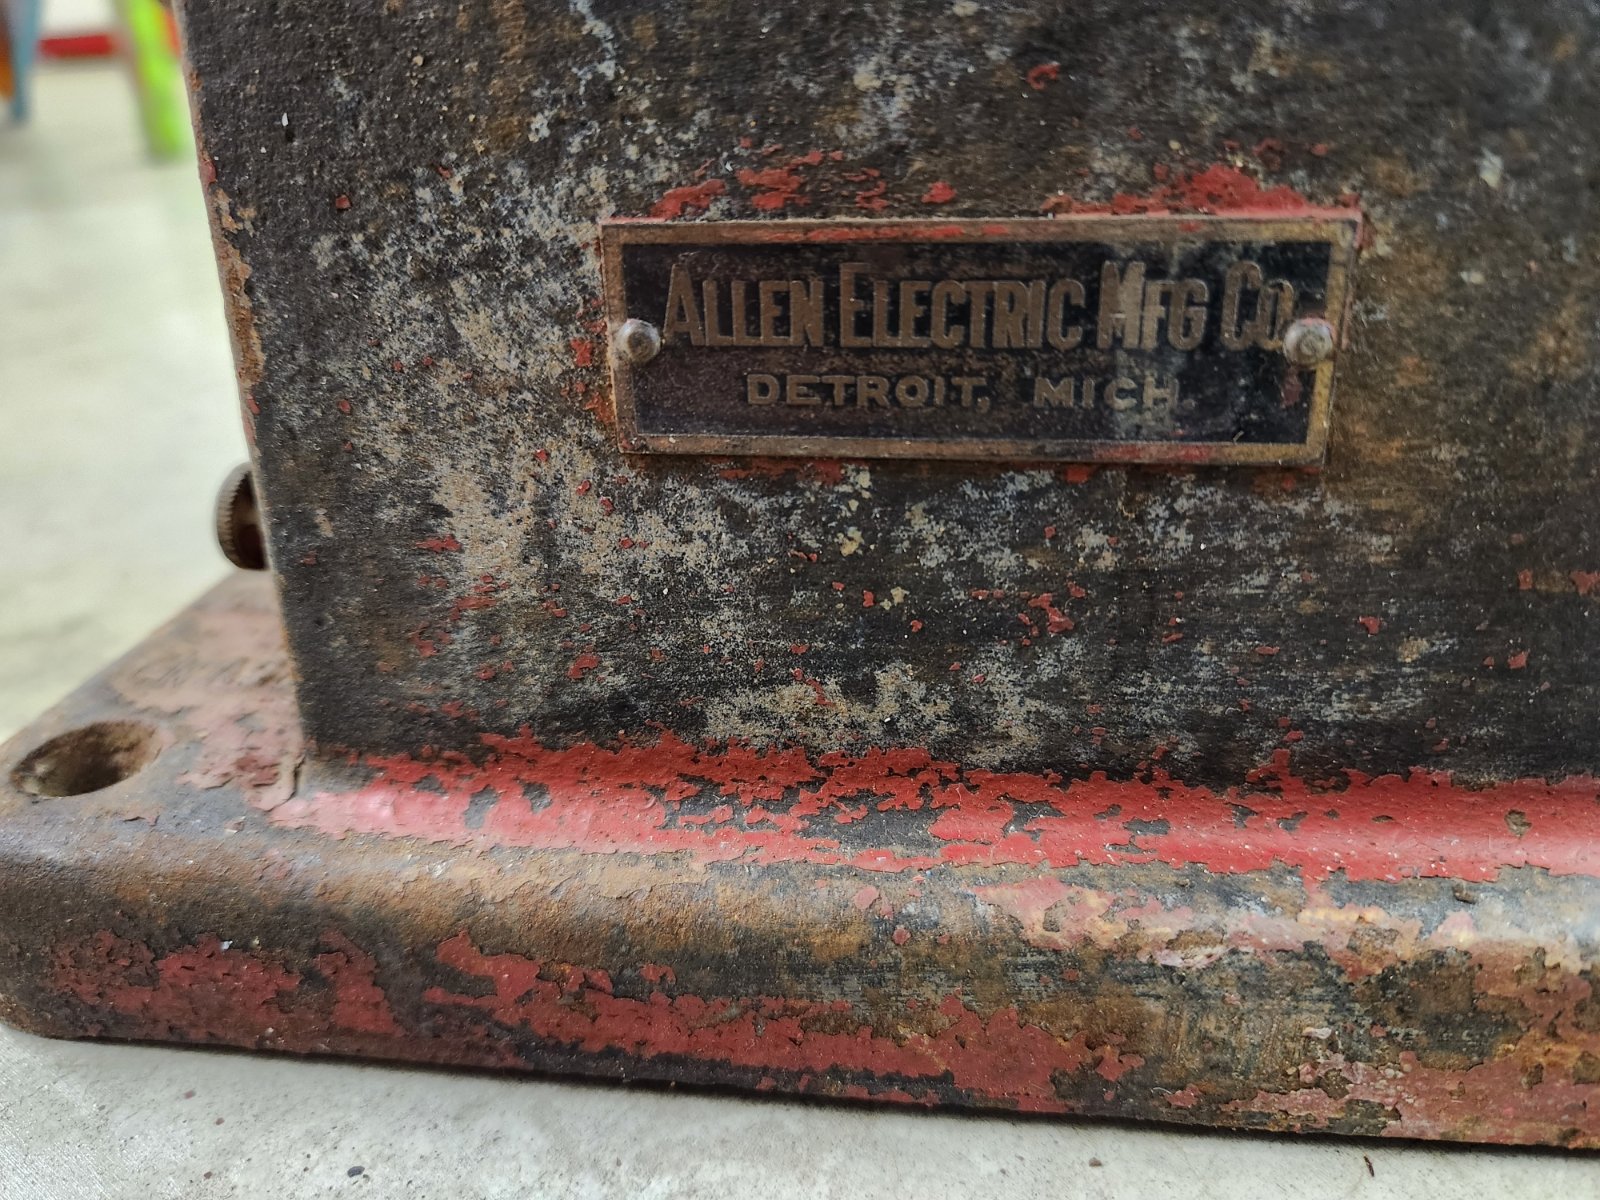 ALLEN ELECTRIC MFG CO.
DETROIT, MICH.